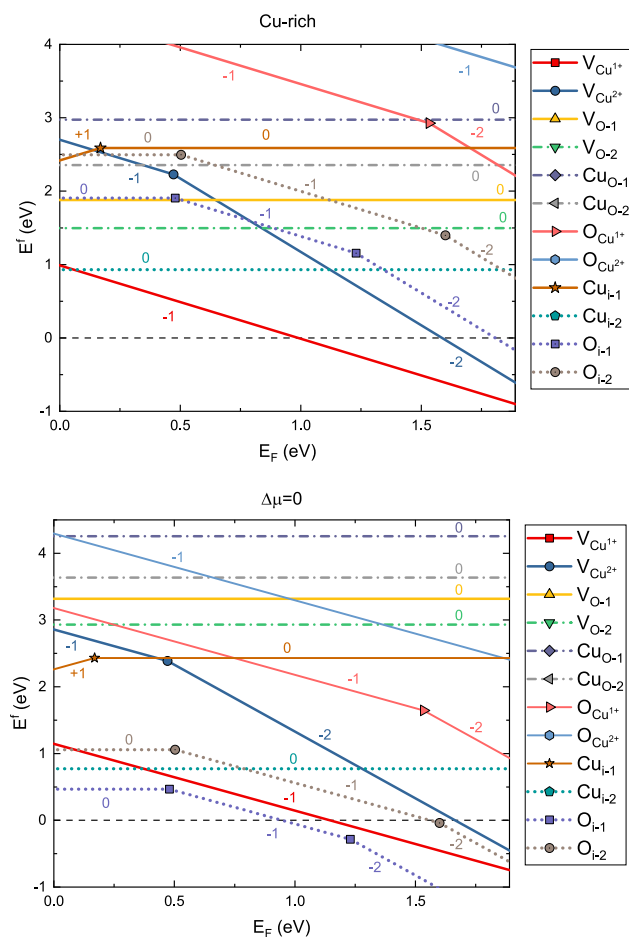 Cu-rich
4
3
2
1
0
-1
E^f (eV)
0.0 0.5 1.0 1.5
E_F (eV)
-1
-1
0
-2
+1
0
0
-1
0
-1
0
0
-1
0
-2
0
-1
-2
-2
V_Cu¹⁺
V_Cu²⁺
V_O-1
V_O-2
Cu_O-1
Cu_O-2
O_Cu¹⁺
O_Cu²⁺
Cu_i-1
Cu_i-2
O_i-1
O_i-2
Δμ=0
4
3
2
1
0
-1
E^f (eV)
0.0 0.5 1.0 1.5
E_F (eV)
0
-1
0
0
0
-1
+1
0
-1
-2
-2
0
0
-1
-1
0
-1
-2
-2
V_Cu¹⁺
V_Cu²⁺
V_O-1
V_O-2
Cu_O-1
Cu_O-2
O_Cu¹⁺
O_Cu²⁺
Cu_i-1
Cu_i-2
O_i-1
O_i-2